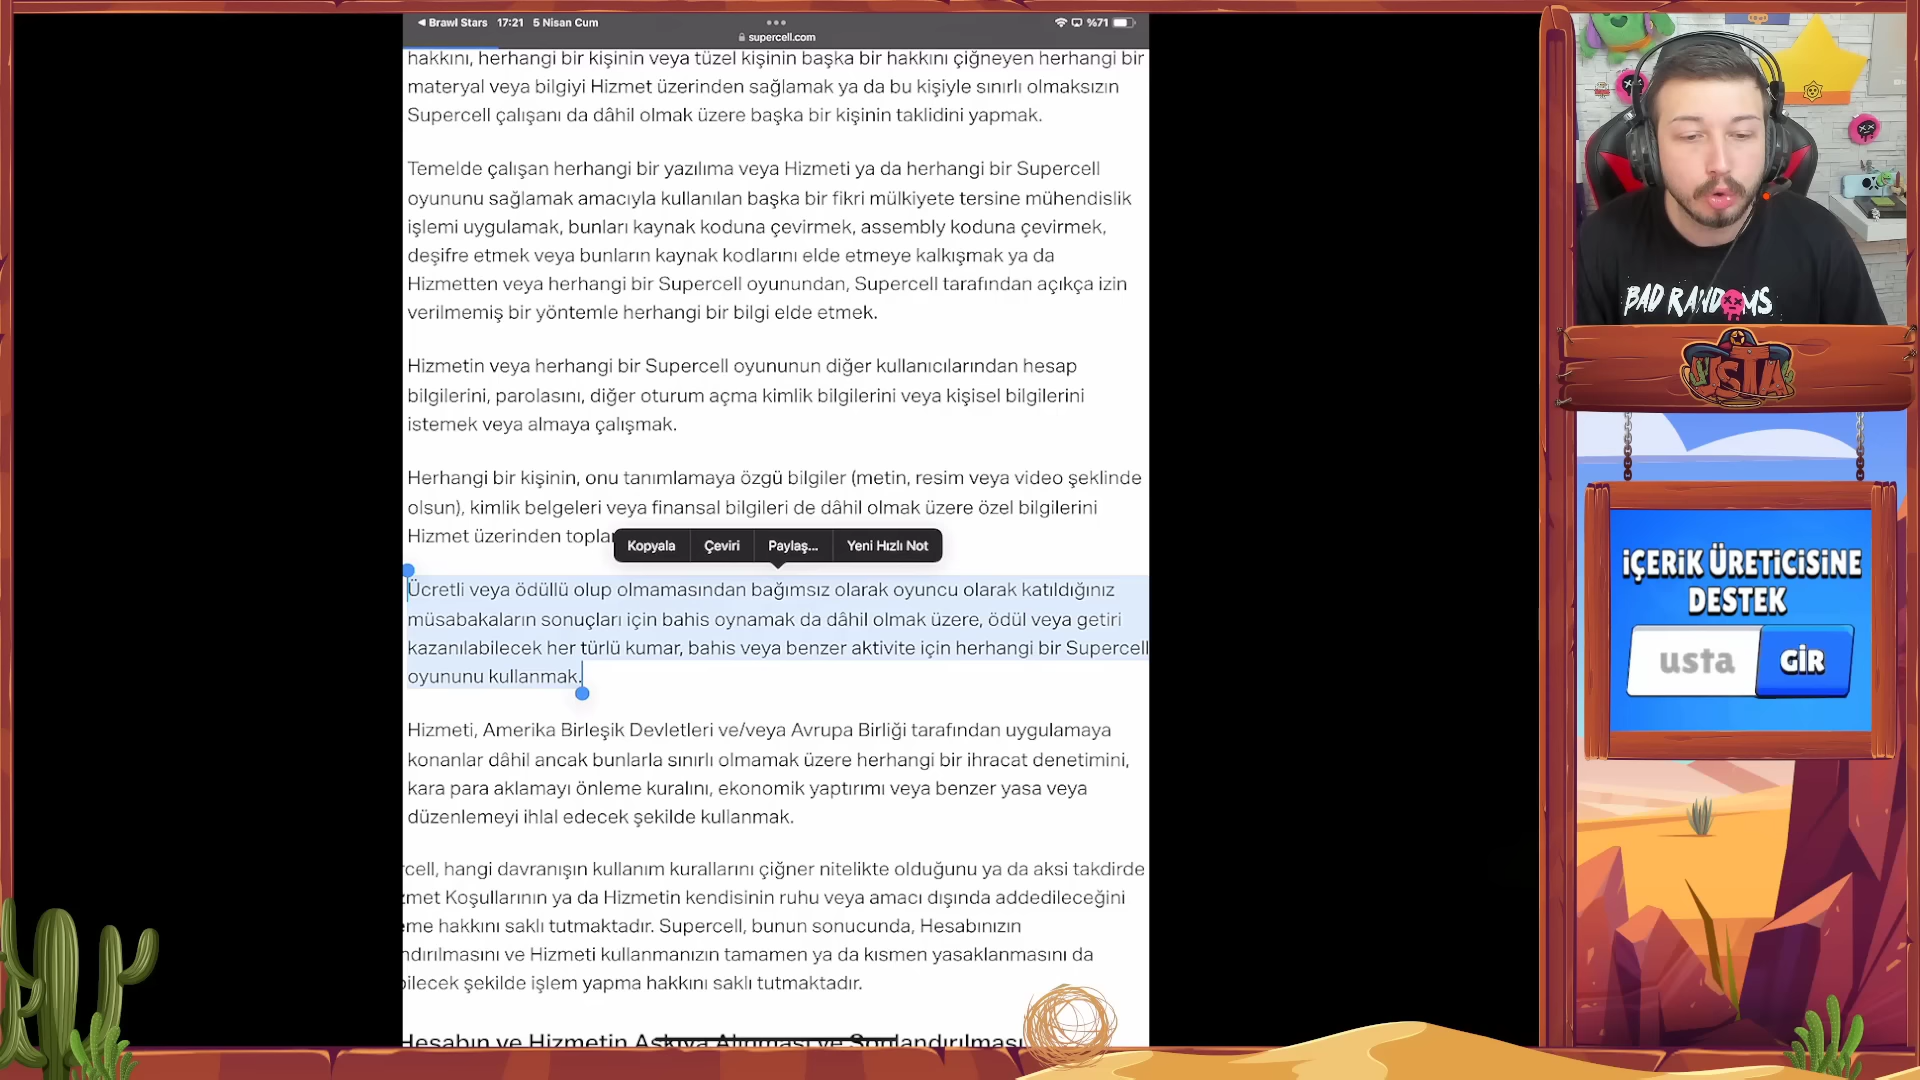 ◀ Brawl Stars 17:21 5 Nisan Cum
%71
supercell.com
hakkını, herhangi bir kişinin veya tüzel kişinin başka bir hakkını çiğneyen herhangi bir
materyal veya bilgiyi Hizmet üzerinden sağlamak ya da bu kişiyle sınırlı olmaksızın
Supercell çalışanı da dâhil olmak üzere başka bir kişinin taklidini yapmak.
Temelde çalışan herhangi bir yazılıma veya Hizmeti ya da herhangi bir Supercell
oyununu sağlamak amacıyla kullanılan başka bir fikri mülkiyete tersine mühendislik
işlemi uygulamak, bunları kaynak koduna çevirmek, assembly koduna çevirmek,
deşifre etmek veya bunların kaynak kodlarını elde etmeye kalkışmak ya da
Hizmetten veya herhangi bir Supercell oyunundan, Supercell tarafından açıkça izin
verilmemiş bir yöntemle herhangi bir bilgi elde etmek.
Hizmetin veya herhangi bir Supercell oyununun diğer kullanıcılarından hesap
bilgilerini, parolasını, diğer oturum açma kimlik bilgilerini veya kişisel bilgilerini
istemek veya almaya çalışmak.
Herhangi bir kişinin, onu tanımlamaya özgü bilgiler (metin, resim veya video şeklinde
olsun), kimlik belgeleri veya finansal bilgileri de dâhil olmak üzere özel bilgilerini
Hizmet üzerinden toplar
Kopyala Çeviri Paylaş... Yeni Hızlı Not
Ücretli veya ödüllü olup olmamasından bağımsız olarak oyuncu olarak katıldığınız
müsabakaların sonuçları için bahis oynamak da dâhil olmak üzere, ödül veya getiri
kazanılabilecek her türlü kumar, bahis veya benzer aktivite için herhangi bir Supercell
oyununu kullanmak.
Hizmeti, Amerika Birleşik Devletleri ve/veya Avrupa Birliği tarafından uygulamaya
konanlar dâhil ancak bunlarla sınırlı olmamak üzere herhangi bir ihracat denetimini,
kara para aklamayı önleme kuralını, ekonomik yaptırımı veya benzer yasa veya
düzenlemeyi ihlal edecek şekilde kullanmak.
rcell, hangi davranışın kullanım kurallarını çiğner nitelikte olduğunu ya da aksi takdirde
zmet Koşullarının ya da Hizmetin kendisinin ruhu veya amacı dışında addedileceğini
eme hakkını saklı tutmaktadır. Supercell, bunun sonucunda, Hesabınızın
ndırılmasını ve Hizmeti kullanmanızın tamamen ya da kısmen yasaklanmasını da
bilecek şekilde işlem yapma hakkını saklı tutmaktadır.
Hesabın ve Hizmetin Askıya Alınması ve Sonlandırılması
BAD RANDOMS
USTA
İÇERİK ÜRETİCİSİNE
DESTEK
usta GİR